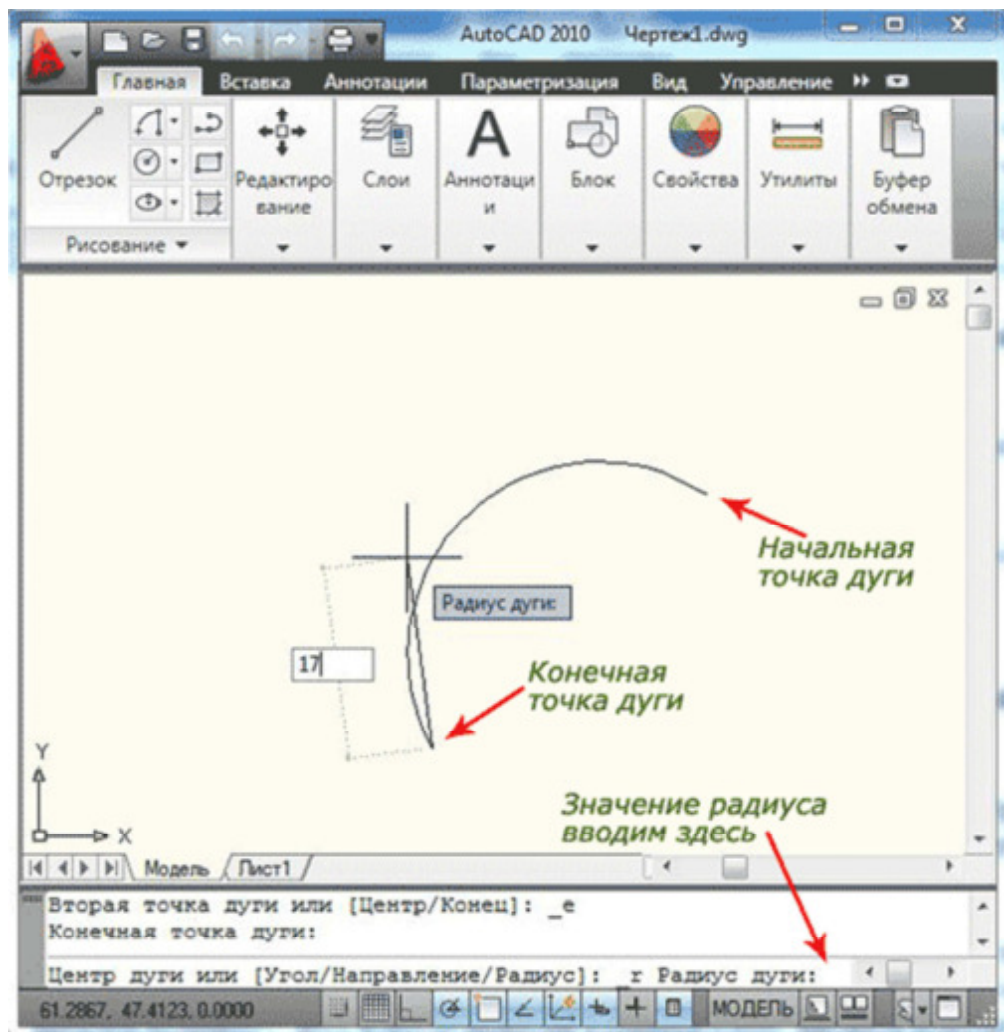 AutoCAD 2010 Чертеж1.dwg
Главная Вставка Аннотации Параметризация Вид Управление
Отрезок
Редактиро
вание
Слои
Аннотаци
и
Блок
Свойства
Утилиты
Буфер
обмена
Рисование
Начальная
точка дуги
Радиус дуги:
17
Конечная
точка дуги
Y
X
Значение радиуса
вводим здесь
Модель Лист1
Вторая точка дуги или [Центр/Конец]: _e
Конечная точка дуги:
Центр дуги или [Угол/Направление/Радиус]: _r Радиус дуги:
61.2867, 47.4123, 0.0000 МОДЕЛЬ